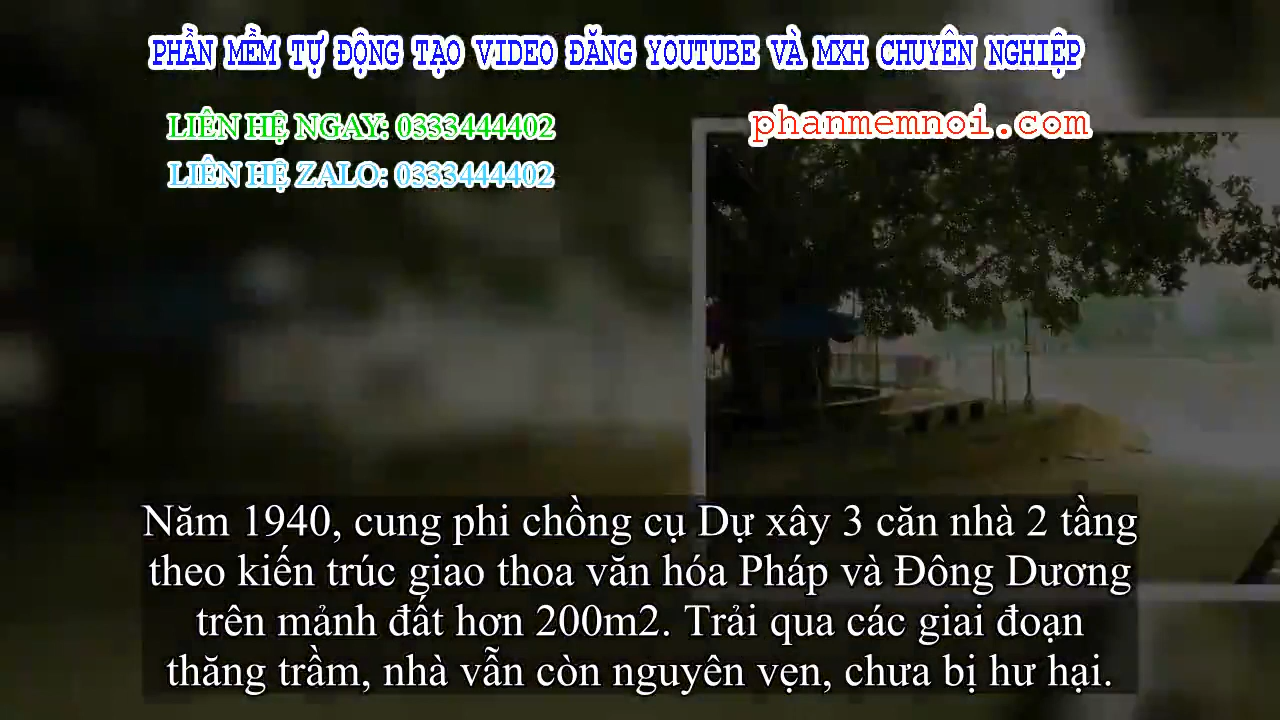 PHẦN MỀM TỰ ĐỘNG TẠO VIDEO ĐĂNG YOUTUBE VÀ MXH CHUYÊN NGHIỆP
LIÊN HỆ NGAY: 0333444402
phanmemnoi.com
LIÊN HỆ ZALO: 0333444402
Năm 1940, cung phi chồng cụ Dự xây 3 căn nhà 2 tầng
theo kiến trúc giao thoa văn hóa Pháp và Đông Dương
trên mảnh đất hơn 200m2. Trải qua các giai đoạn
thăng trầm, nhà vẫn còn nguyên vẹn, chưa bị hư hại.